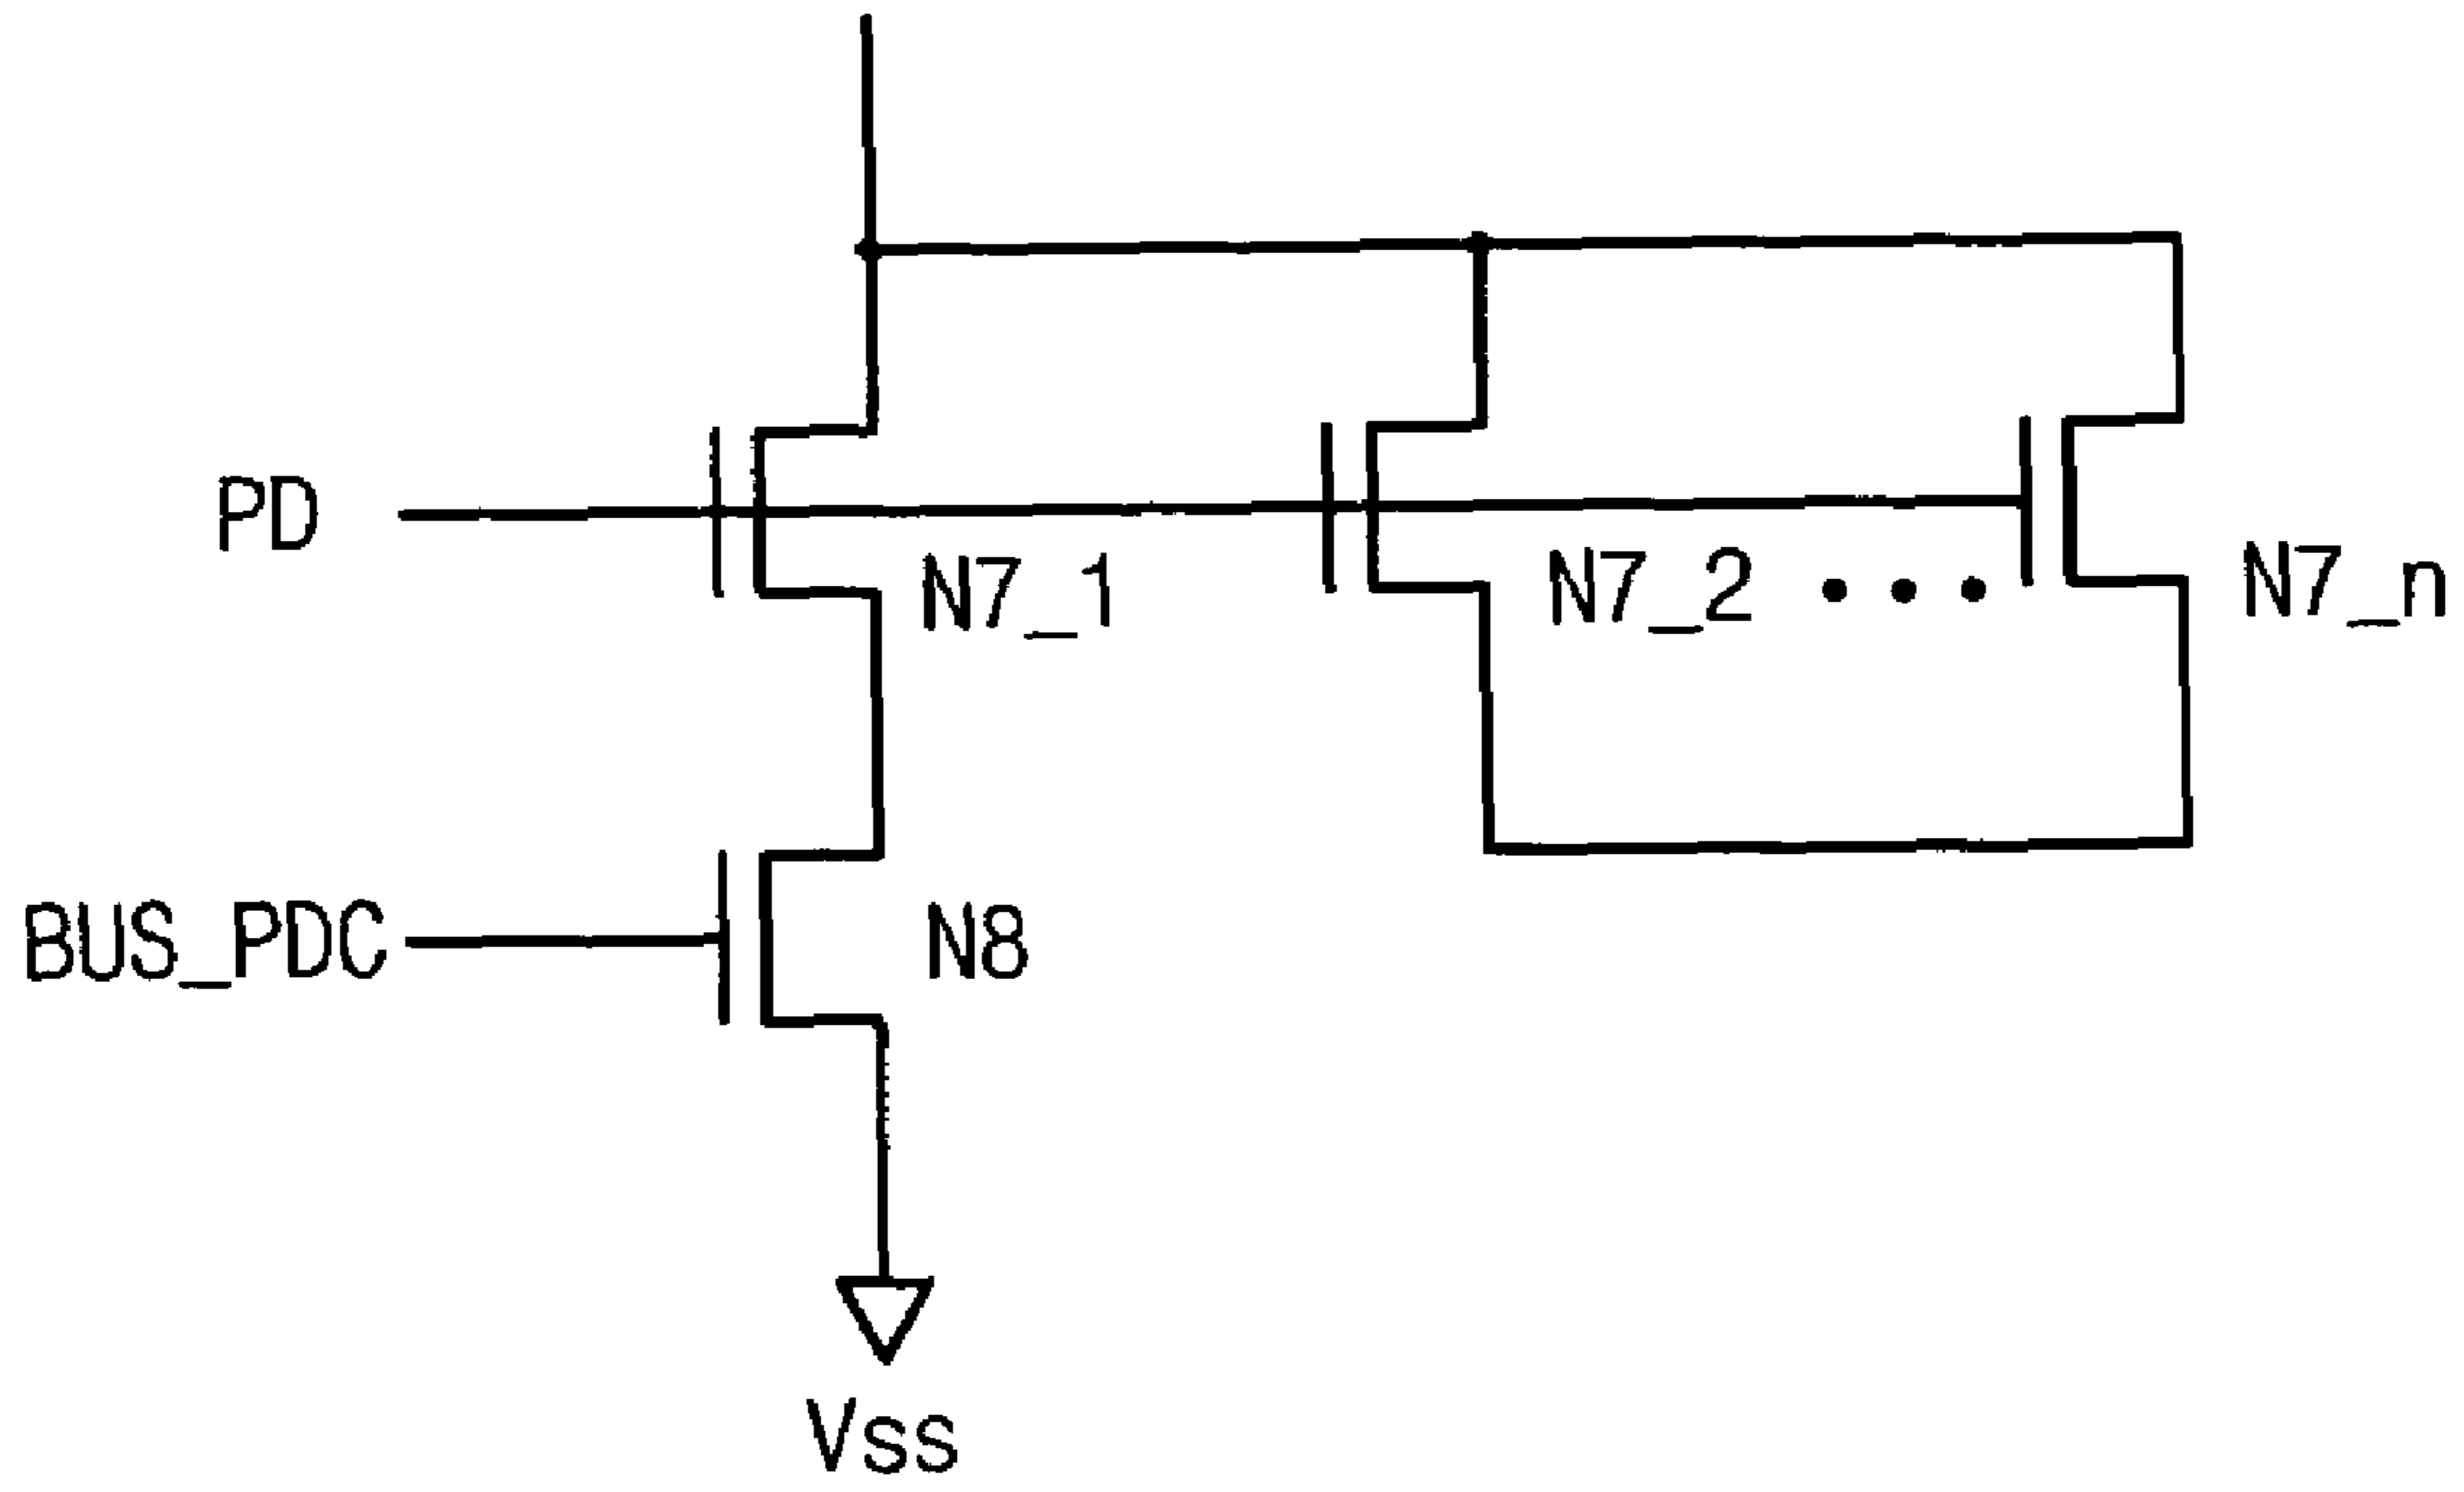 PD
N7_1
N7_2 • • •
N7_n
BUS_PDC
N8
Vss